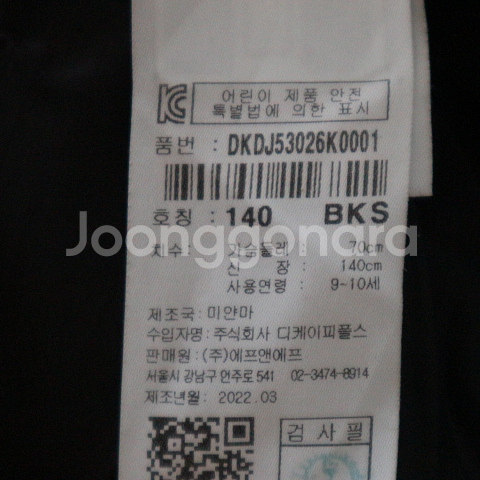 KC 어린이 제품 안전
특별법에 의한 표시
품번 : DKDJ53026K0001
호칭 : 140 BKS
Joonggonara
치수: 가슴둘레 : 70cm
신 장 : 140cm
사용연령 : 9~10세
제조국: 미얀마
수입자명: 주식회사 디케이피플스
판매원 : (주)에프앤에프
서울시 강남구 언주로 541 02-3474-8914
제조년월 : 2022.03
검 사 필